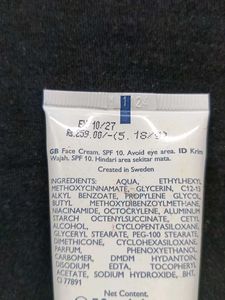 1 24
EX 10/27
Rs.259.00/-(5.18/g)
GB Face Cream, SPF 10. Avoid eye area. ID Krim
Wajah, SPF 10. Hindari area sekitar mata.
Created in Sweden
INGREDIENTS: AQUA, ETHYLHEXYL
METHOXYCINNAMATE, GLYCERIN, C12-15
ALKYL BENZOATE, PROPYLENE GLYCOL,
BUTYL METHOXYDIBENZOYLMETHANE,
NIACINAMIDE, OCTOCRYLENE, ALUMINUM
STARCH OCTENYLSUCCINATE, CETYL
ALCOHOL, CYCLOPENTASILOXANE,
GLYCERYL STEARATE, PEG-100 STEARATE,
DIMETHICONE, CYCLOHEXASILOXANE,
PARFUM, PHENOXYETHANOL,
CARBOMER, DMDM HYDANTOIN,
DISODIUM EDTA, TOCOPHERYL
ACETATE, SODIUM HYDROXIDE, BHT,
CI 77891
Net Content.